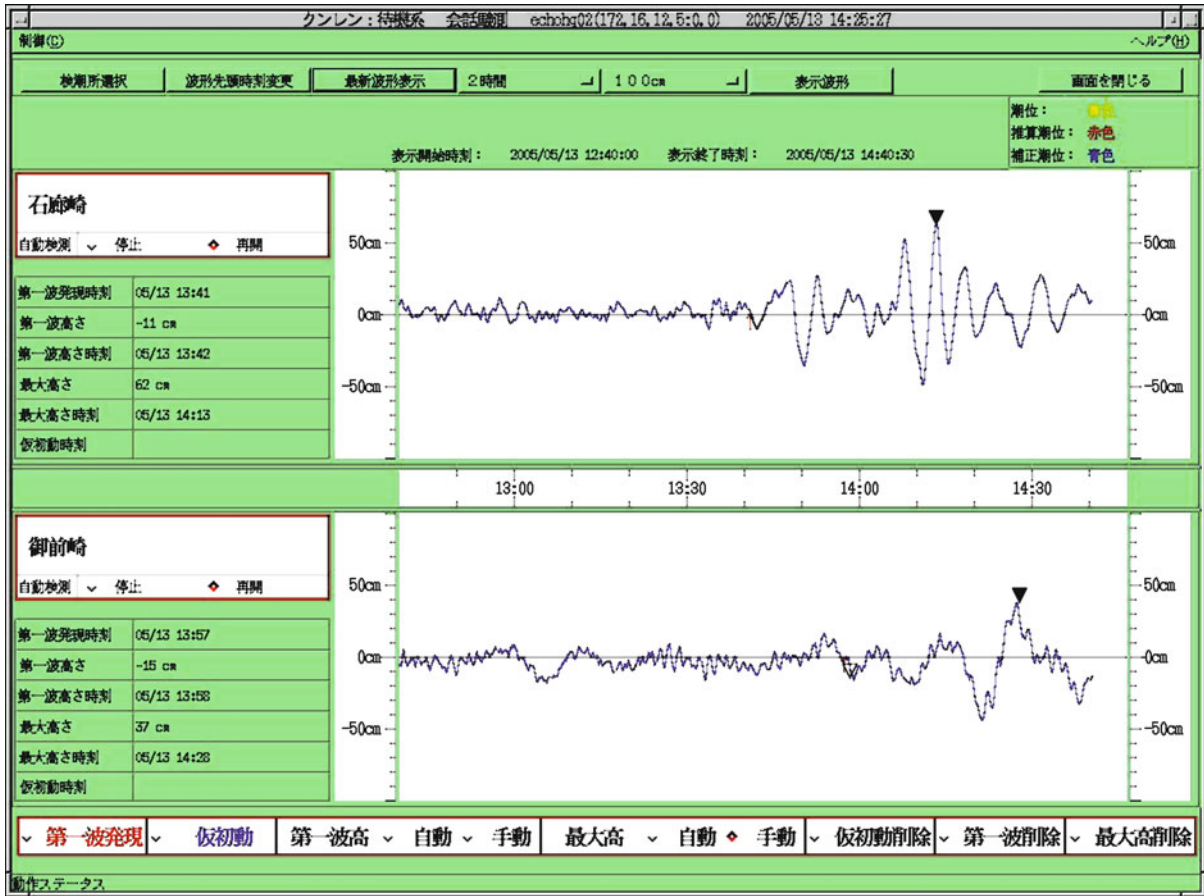 クンレン：待機系 会話験測 echohq02(172,16,12,5:0,0) 2005/05/13 14:25:27
制御(C) ヘルプ(H)
検潮所選択 波形先頭時刻変更 最新波形表示 2時間 100cm 表示波形 画面を閉じる
潮位：
推算潮位： 赤色
表示開始時刻： 2005/05/13 12:40:00 表示終了時刻： 2005/05/13 14:40:30 補正潮位： 青色
石廊崎
自動検測 停止 再開
第一波発現時刻 05/13 13:41
第一波高さ -11 cm
第一波高さ時刻 05/13 13:42
最大高さ 62 cm
最大高さ時刻 05/13 14:13
仮初動時刻
50cm 50cm
0cm 0cm
-50cm -50cm
13:00 13:30 14:00 14:30
御前崎
自動検測 停止 再開
第一波発現時刻 05/13 13:57
第一波高さ -15 cm
第一波高さ時刻 05/13 13:58
最大高さ 37 cm
最大高さ時刻 05/13 14:28
仮初動時刻
50cm 50cm
0cm 0cm
-50cm -50cm
第一波発現 仮初動 第一波高 自動 手動 最大高 自動 手動 仮初動削除 第一波削除 最大高削除
動作ステータス